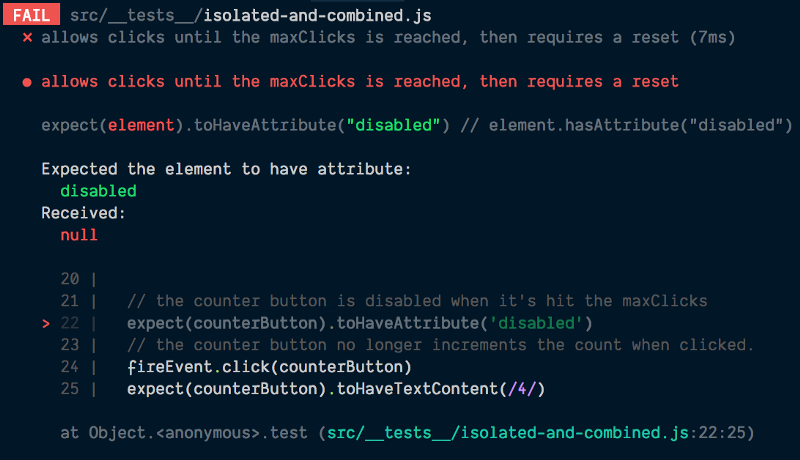 FAIL src/__tests__/isolated-and-combined.js
✕ allows clicks until the maxClicks is reached, then requires a reset (7ms)
● allows clicks until the maxClicks is reached, then requires a reset
expect(element).toHaveAttribute("disabled") // element.hasAttribute("disabled")
Expected the element to have attribute:
disabled
Received:
null
20 |
21 | // the counter button is disabled when it's hit the maxClicks
> 22 | expect(counterButton).toHaveAttribute('disabled')
23 | // the counter button no longer increments the count when clicked.
24 | fireEvent.click(counterButton)
25 | expect(counterButton).toHaveTextContent(/4/)
at Object.<anonymous>.test (src/__tests__/isolated-and-combined.js:22:25)